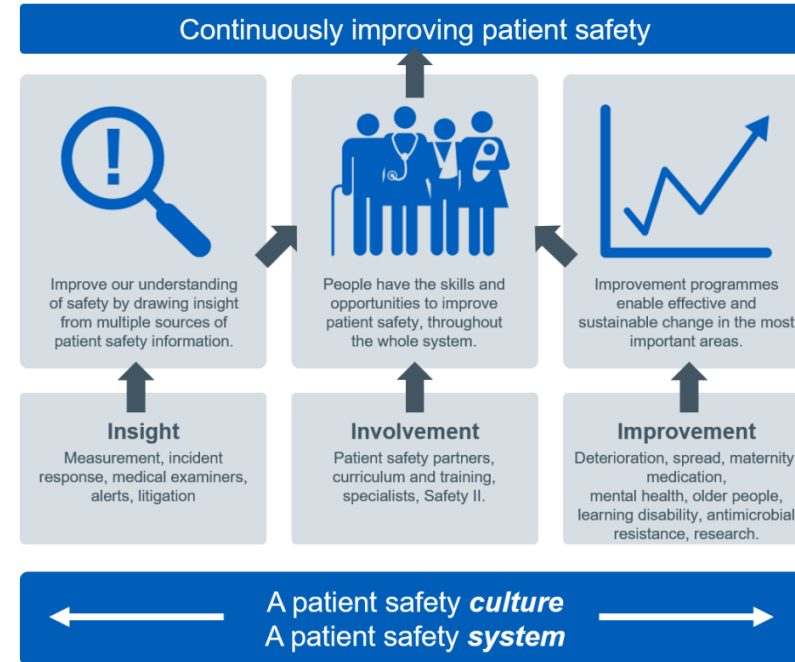 Continuously improving patient safety
!
Improve our understanding
of safety by drawing insight
from multiple sources of
patient safety information.
People have the skills and
opportunities to improve
patient safety, throughout
the whole system.
Improvement programmes
enable effective and
sustainable change in the most
important areas.
Insight
Measurement, incident
response, medical examiners,
alerts, litigation
Involvement
Patient safety partners,
curriculum and training,
specialists, Safety II.
Improvement
Deterioration, spread, maternity
medication,
mental health, older people,
learning disability, antimicrobial
resistance, research.
A patient safety culture
A patient safety system